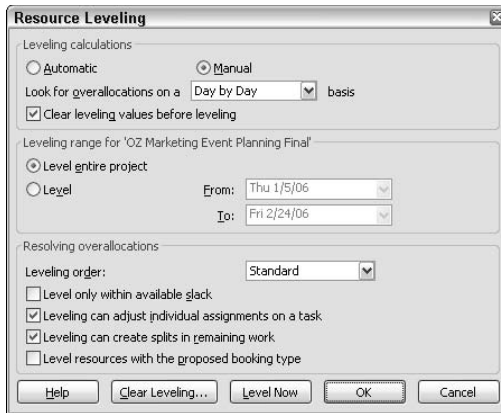 Resource Leveling
Leveling calculations
Automatic Manual
Look for overallocations on a Day by Day basis
Clear leveling values before leveling
Leveling range for 'OZ Marketing Event Planning Final'
Level entire project
Level From: Thu 1/5/06
To: Fri 2/24/06
Resolving overallocations
Leveling order: Standard
Level only within available slack
Leveling can adjust individual assignments on a task
Leveling can create splits in remaining work
Level resources with the proposed booking type
Help Clear Leveling... Level Now OK Cancel